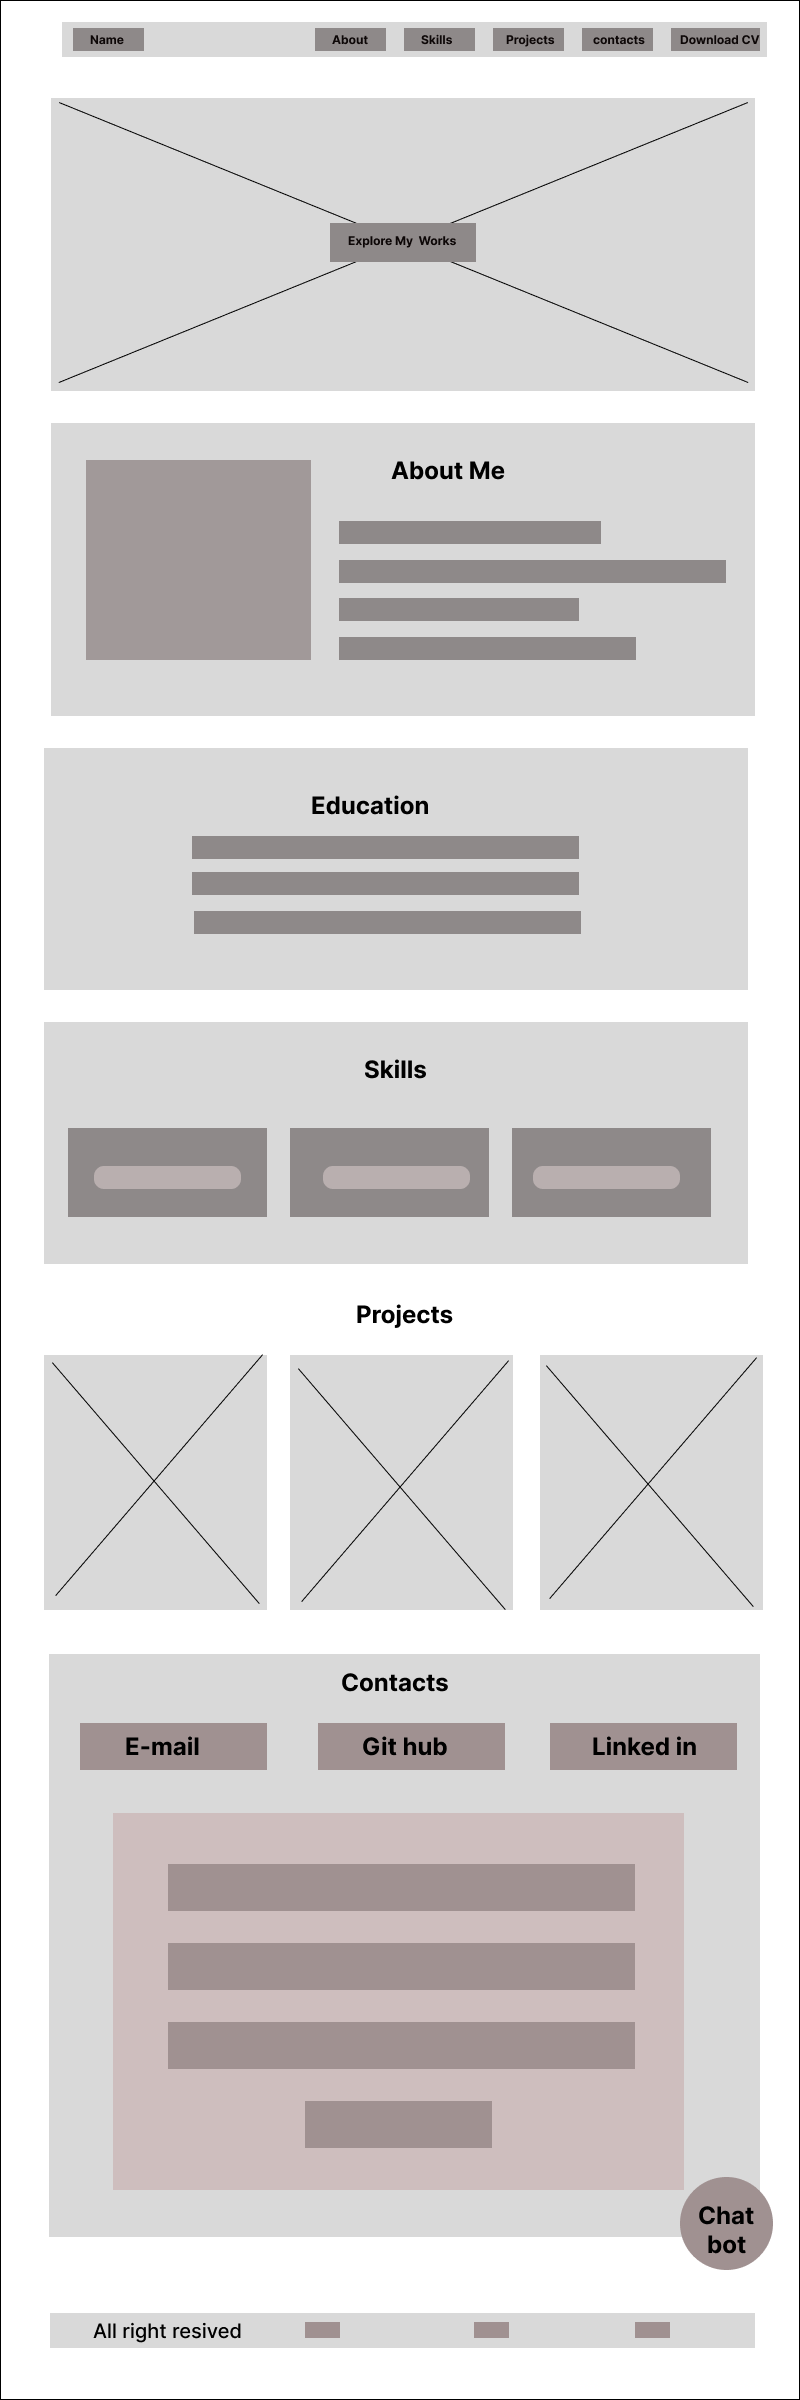 Name About Skills Projects contacts Download CV
Explore My Works
About Me
Education
Skills
Projects
Contacts
E-mail Git hub Linked in
Chat
bot
All right resived